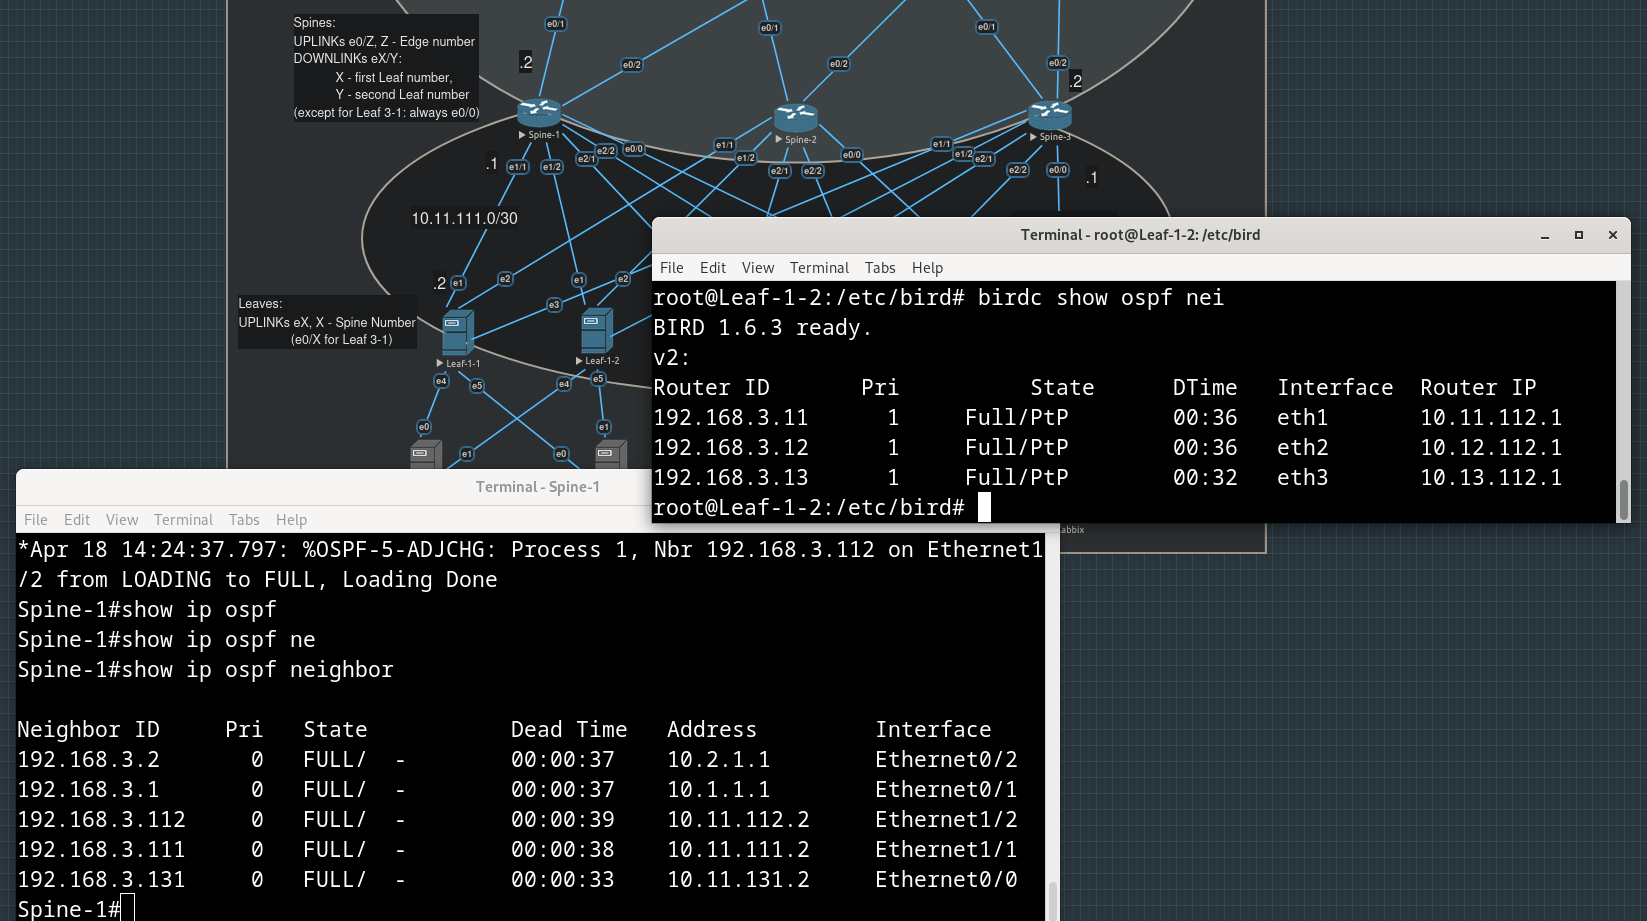 Spines:
UPLINKs e0/Z, Z - Edge number
DOWNLINKs eX/Y:
X - first Leaf number,
Y - second Leaf number
(except for Leaf 3-1: always e0/0)
e0/1
e0/1
e0/1
e0/2
e0/2
e0/2
.2
.2
Spine-1
Spine-2
Spine-3
.1
e1/1
e1/2
e2/1
e2/2
e0/0
e1/1
e1/2
e2/1
e2/2
e0/0
e1/1
e1/2
e2/1
e2/2
e0/0
.1
10.11.111.0/30
.2
e1
e2
e3
e1
e2
Leaves:
UPLINKs eX, X - Spine Number
(e0/X for Leaf 3-1)
Leaf-1-1
Leaf-1-2
e4
e5
e4
e5
e0
e1
e0
e1
abbix
Terminal - root@Leaf-1-2: /etc/bird
File Edit View Terminal Tabs Help
root@Leaf-1-2:/etc/bird# birdc show ospf nei
BIRD 1.6.3 ready.
v2:
Router ID Pri State DTime Interface Router IP
192.168.3.11 1 Full/PtP 00:36 eth1 10.11.112.1
192.168.3.12 1 Full/PtP 00:36 eth2 10.12.112.1
192.168.3.13 1 Full/PtP 00:32 eth3 10.13.112.1
root@Leaf-1-2:/etc/bird#
Terminal - Spine-1
File Edit View Terminal Tabs Help
*Apr 18 14:24:37.797: %OSPF-5-ADJCHG: Process 1, Nbr 192.168.3.112 on Ethernet1
/2 from LOADING to FULL, Loading Done
Spine-1#show ip ospf
Spine-1#show ip ospf ne
Spine-1#show ip ospf neighbor
Neighbor ID Pri State Dead Time Address Interface
192.168.3.2 0 FULL/ - 00:00:37 10.2.1.1 Ethernet0/2
192.168.3.1 0 FULL/ - 00:00:37 10.1.1.1 Ethernet0/1
192.168.3.112 0 FULL/ - 00:00:39 10.11.112.2 Ethernet1/2
192.168.3.111 0 FULL/ - 00:00:38 10.11.111.2 Ethernet1/1
192.168.3.131 0 FULL/ - 00:00:33 10.11.131.2 Ethernet0/0
Spine-1#